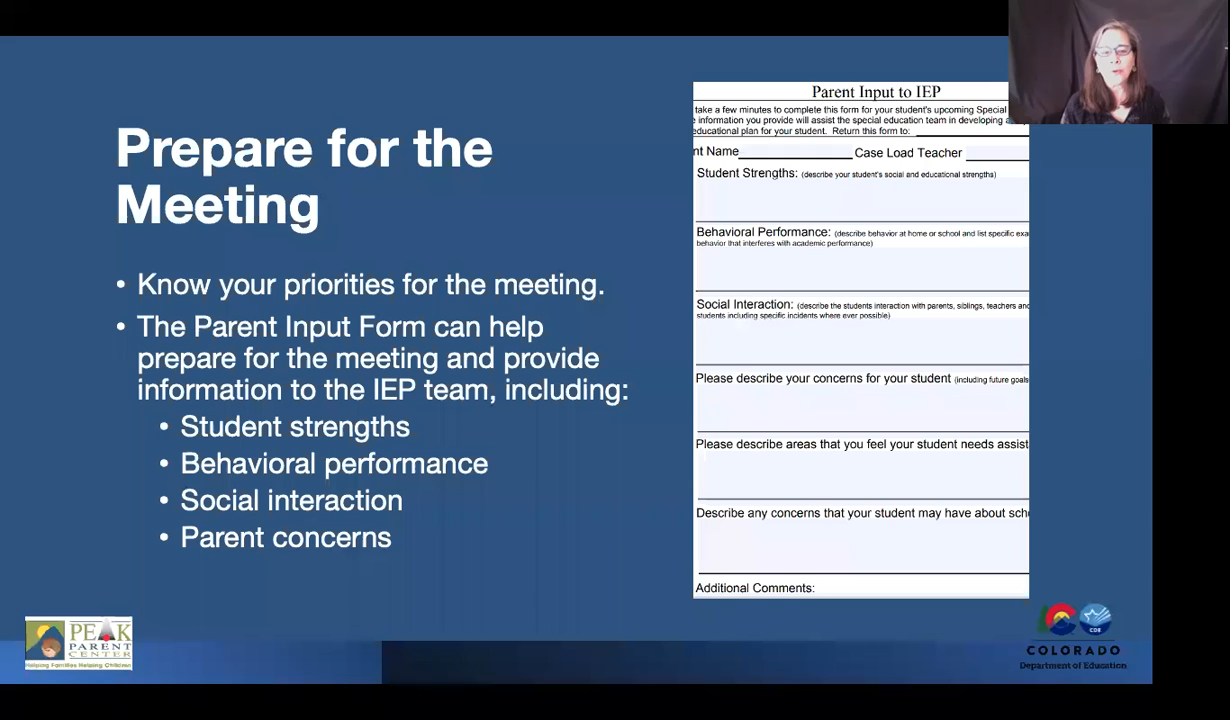 Prepare for the
Meeting
• Know your priorities for the meeting.
• The Parent Input Form can help
prepare for the meeting and provide
information to the IEP team, including:
• Student strengths
• Behavioral performance
• Social interaction
• Parent concerns
Parent Input to IEP
take a few minutes to complete this form for your student's upcoming Special
information you provide will assist the special education team in developing
educational plan for your student. Return this form to:
nt Name Case Load Teacher
Student Strengths: (describe your student's social and educational strengths)
Behavioral Performance: (describe behavior at home or school and list specific exa
behavior that interferes with academic performance)
Social Interaction: (describe the students interaction with parents, siblings, teachers and
students including specific incidents where ever possible)
Please describe your concerns for your student (including future goals
Please describe areas that you feel your student needs assist
Describe any concerns that your student may have about sch
Additional Comments:
PEAK
PARENT
CENTER
Helping Families Helping Children
CDE
COLORADO
Department of Education